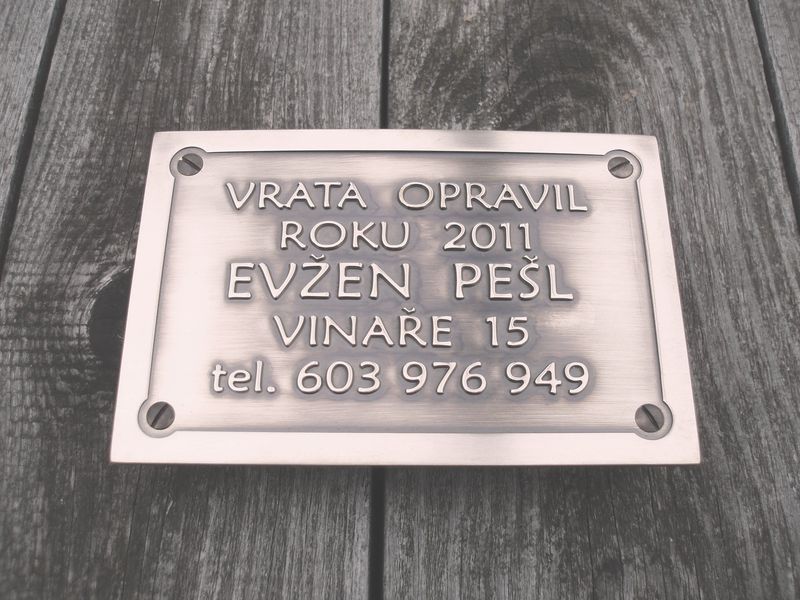 VRATA OPRAVIL
ROKU 2011
EVŽEN PEŠL
VINAŘE 15
tel. 603 976 949